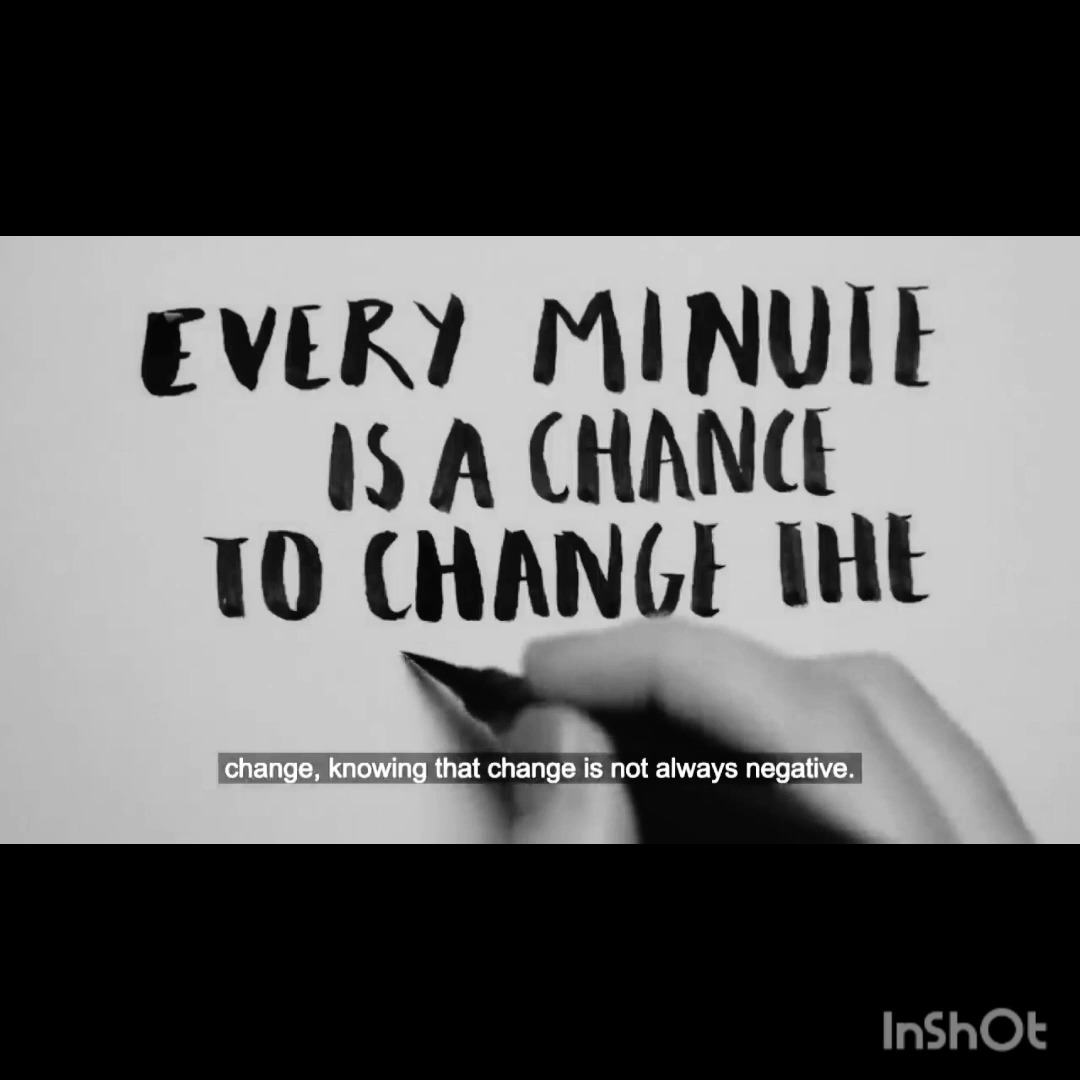 EVERY MINUTE
IS A CHANCE
TO CHANGE THE
change, knowing that change is not always negative.
InShOt